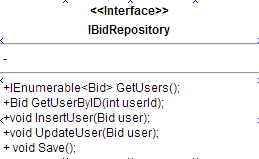 <<Interface>>
IBidRepository
-
+IEnumerable<Bid> GetUsers();
+Bid GetUserByID(int userId);
+void InsertUser(Bid user);
+void UpdateUser(Bid user);
+ void Save();